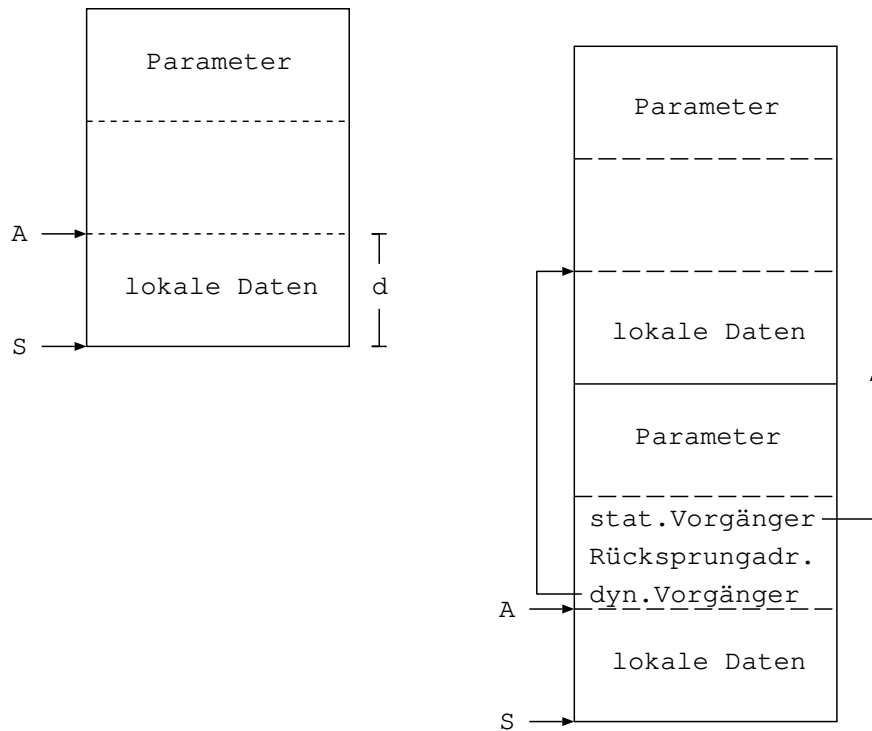 Parameter
A
lokale Daten
d
S
Parameter
lokale Daten
Parameter
stat.Vorgänger
Rücksprungadr.
dyn.Vorgänger
A
lokale Daten
S